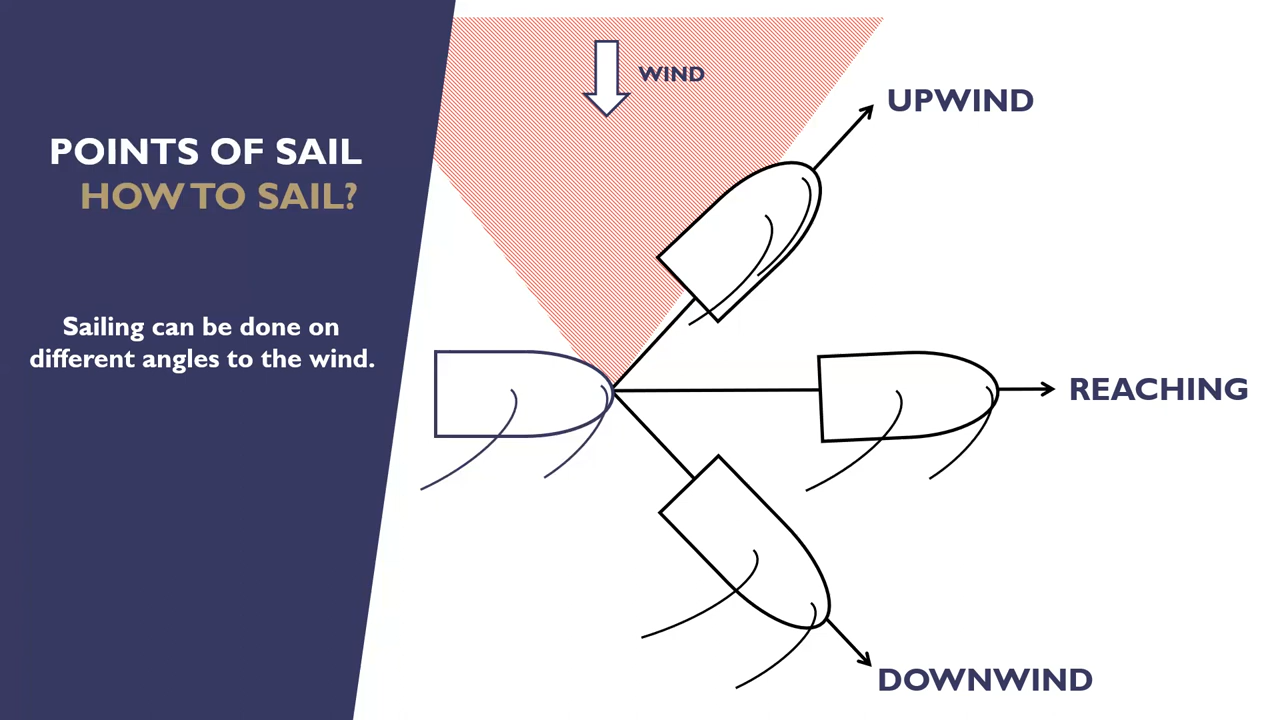 POINTS OF SAIL
HOW TO SAIL?
Sailing can be done on
different angles to the wind.
WIND
UPWIND
REACHING
DOWNWIND